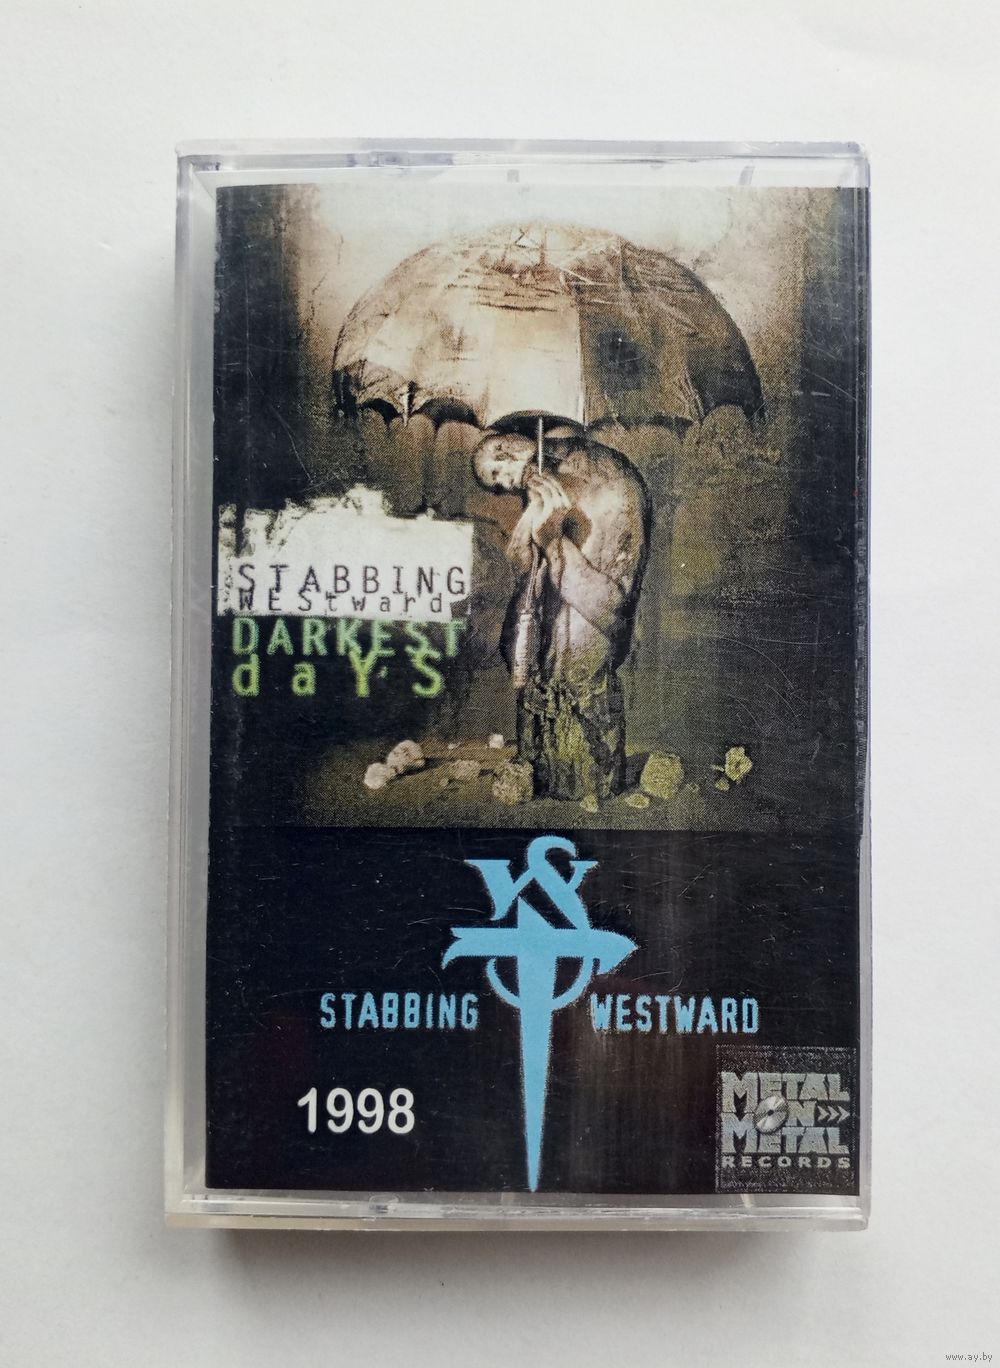 STABBING
WEStward
DARKEST
daYS
STABBING WESTWARD
1998
METAL
ON
METAL
RECORDS
www.ay.by